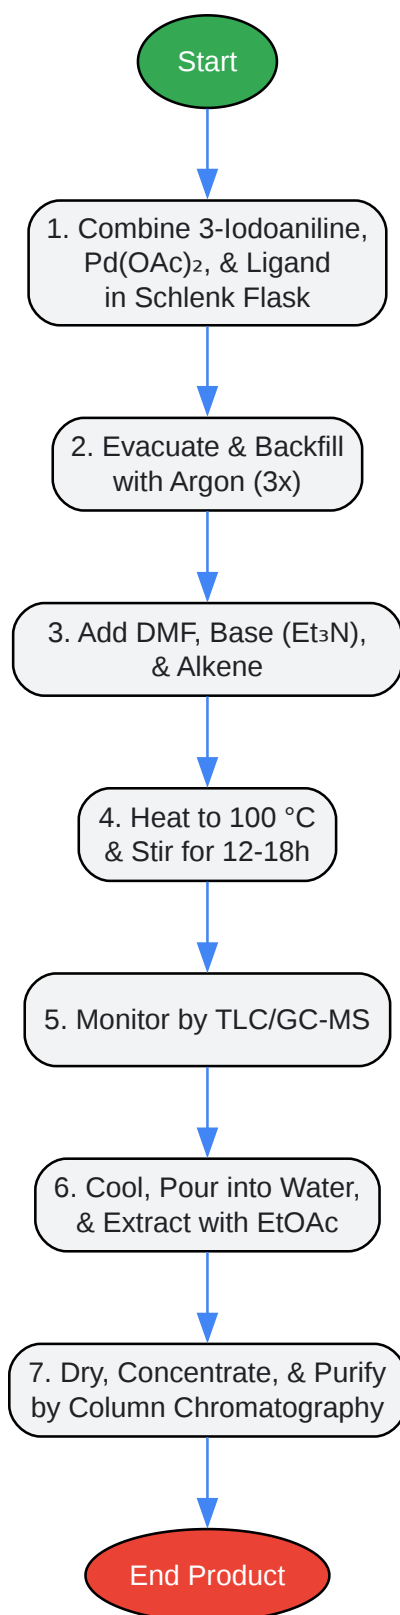 Start
1. Combine 3-Iodoaniline,
Pd(OAc)₂, & Ligand
in Schlenk Flask
2. Evacuate & Backfill
with Argon (3x)
3. Add DMF, Base (Et₃N),
& Alkene
4. Heat to 100 °C
& Stir for 12-18h
5. Monitor by TLC/GC-MS
6. Cool, Pour into Water,
& Extract with EtOAc
7. Dry, Concentrate, & Purify
by Column Chromatography
End Product